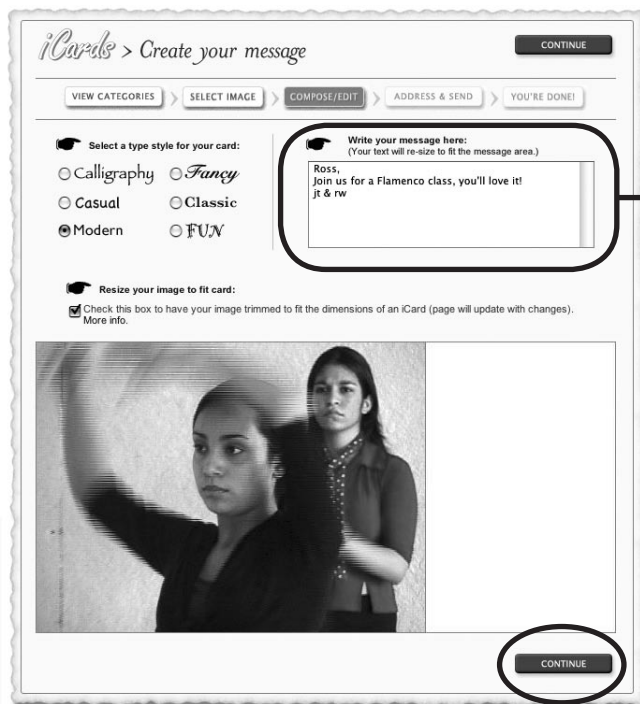 iCards > Create your message
CONTINUE
VIEW CATEGORIES
SELECT IMAGE
COMPOSE/EDIT
ADDRESS & SEND
YOU'RE DONE!
Select a type style for your card:
Calligraphy
Fancy
Casual
Classic
Modern
FUN
Write your message here:
(Your text will re-size to fit the message area.)
Ross,
Join us for a Flamenco class, you'll love it!
jt & rw
Resize your image to fit card:
Check this box to have your image trimmed to fit the dimensions of an iCard (page will update with changes).
More info.
CONTINUE